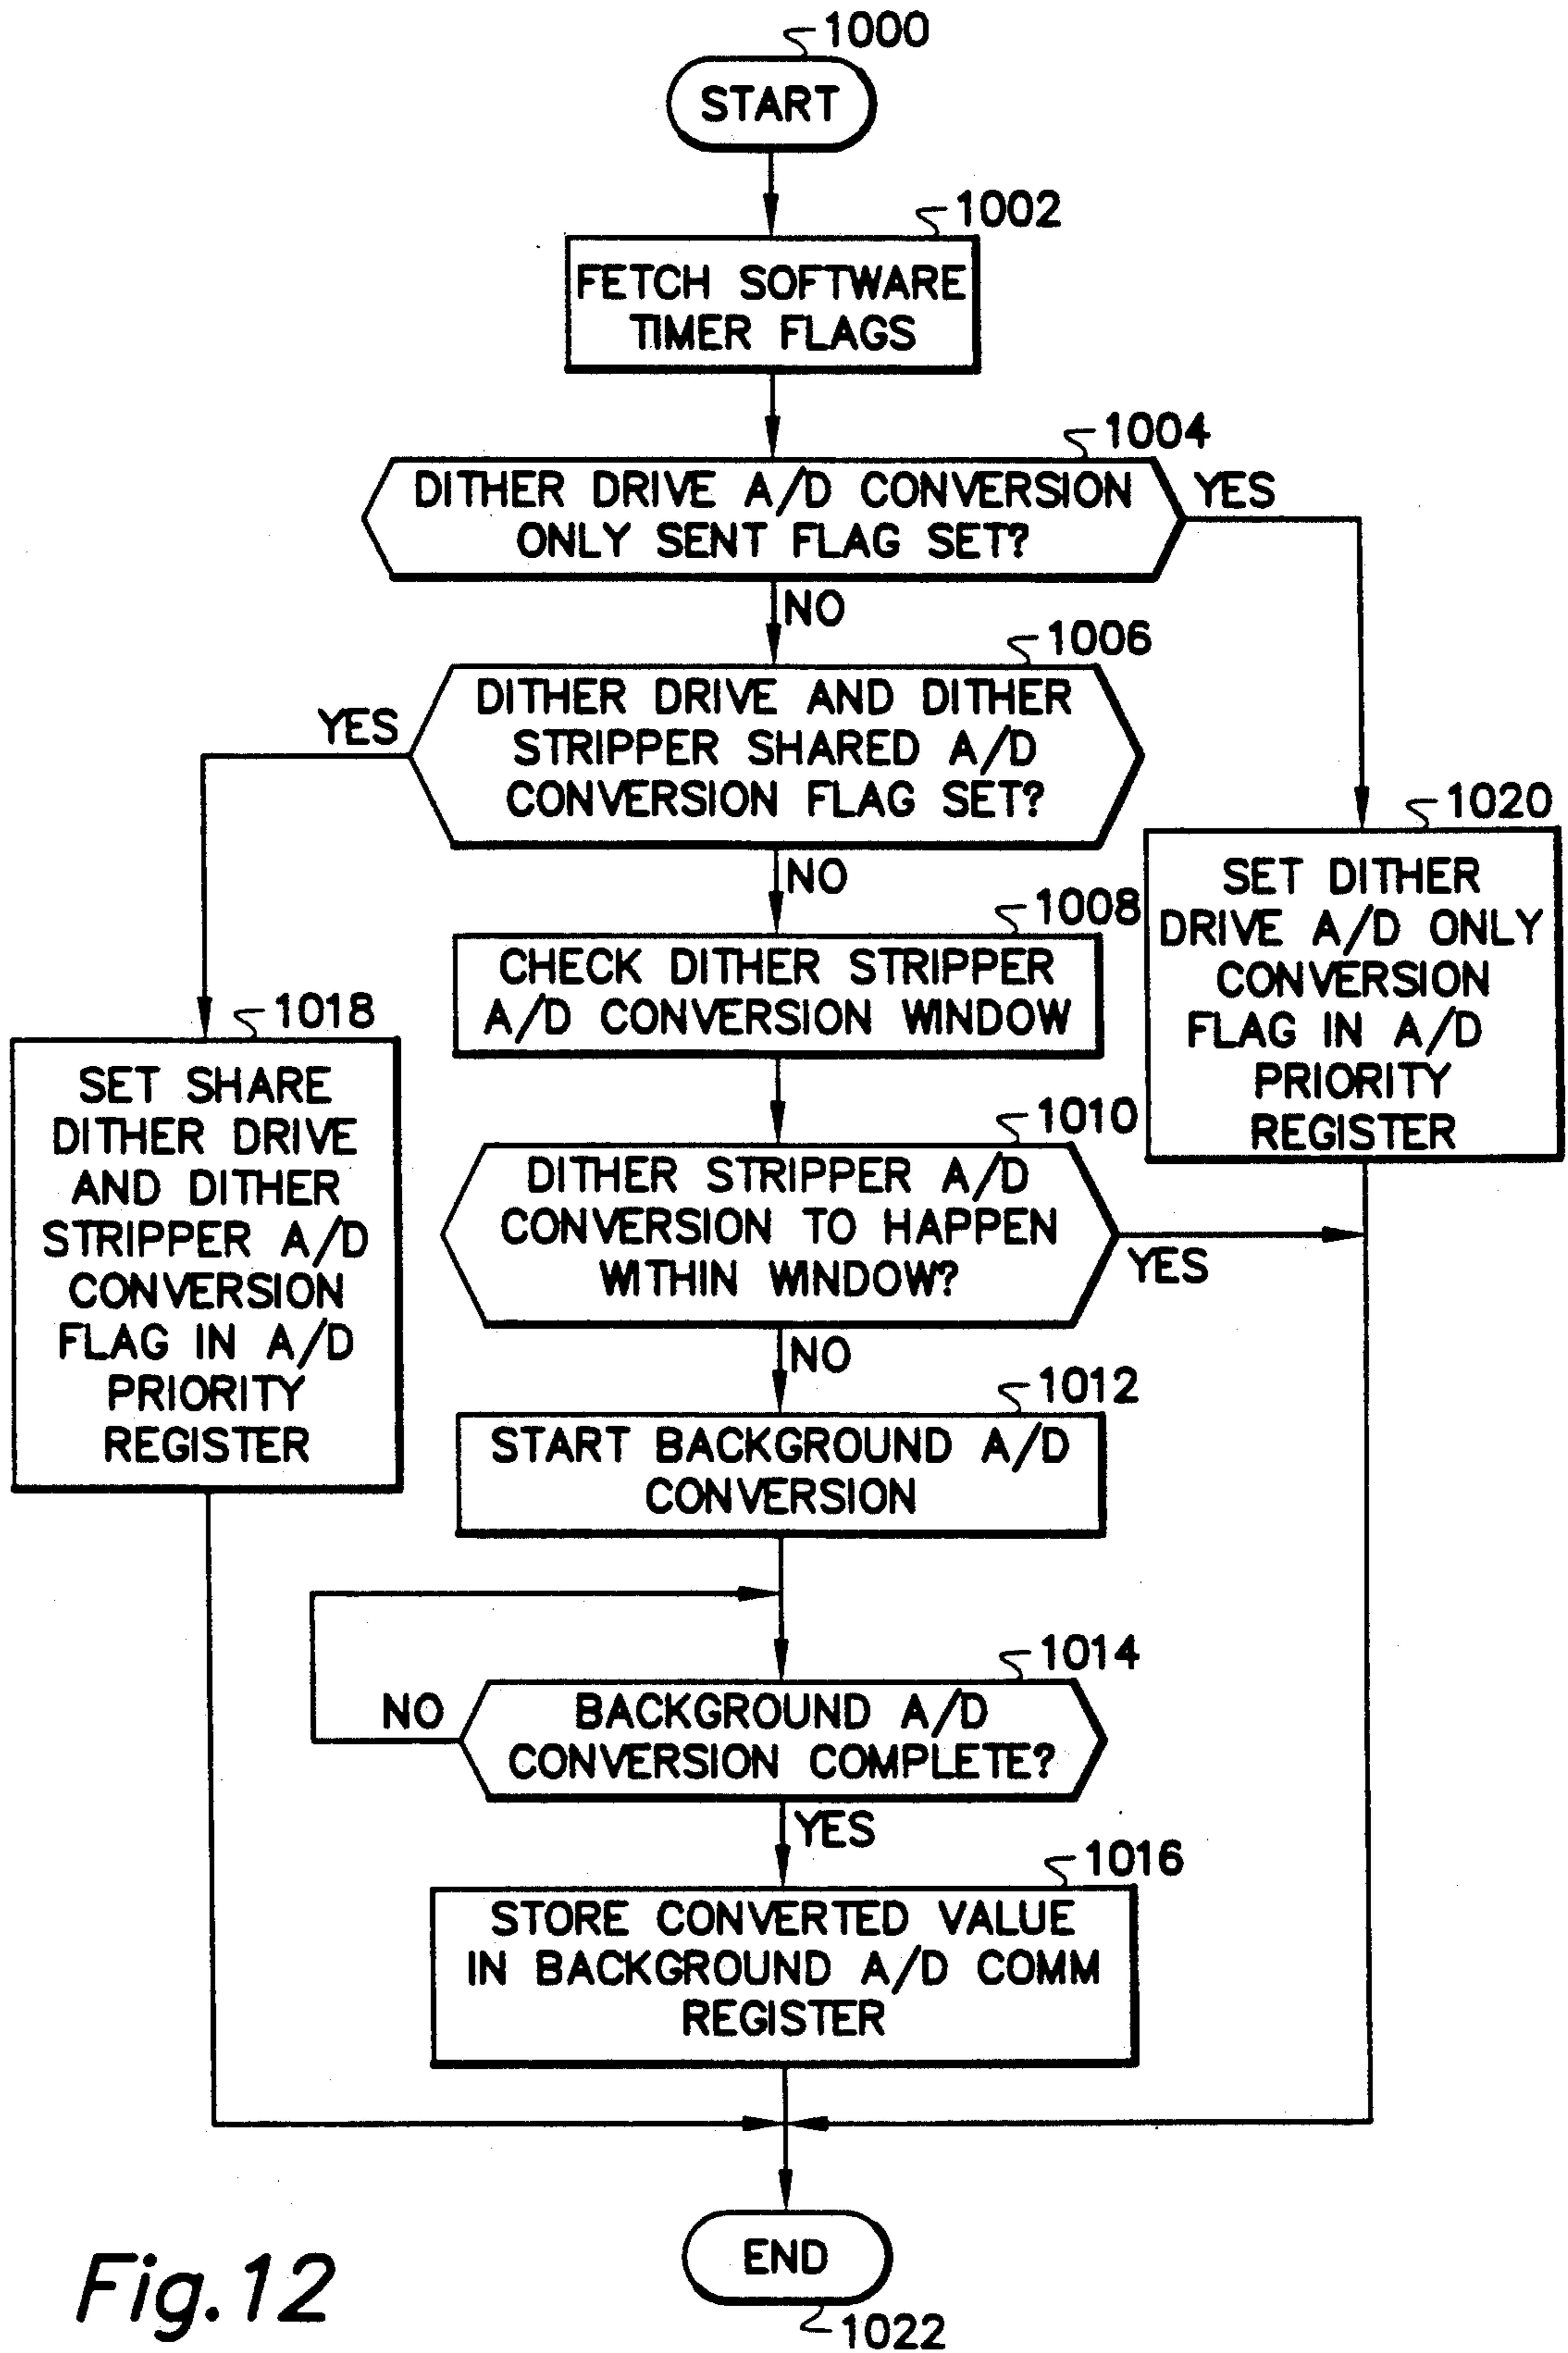 1000
START
1002
FETCH SOFTWARE
TIMER FLAGS
1004
DITHER DRIVE A/D CONVERSION
ONLY SENT FLAG SET?
YES
NO
1006
DITHER DRIVE AND DITHER
STRIPPER SHARED A/D
CONVERSION FLAG SET?
YES
NO
1020
SET DITHER
DRIVE A/D ONLY
CONVERSION
FLAG IN A/D
PRIORITY
REGISTER
1008
CHECK DITHER STRIPPER
A/D CONVERSION WINDOW
1018
SET SHARE
DITHER DRIVE
AND DITHER
STRIPPER A/D
CONVERSION
FLAG IN A/D
PRIORITY
REGISTER
1010
DITHER STRIPPER A/D
CONVERSION TO HAPPEN
WITHIN WINDOW?
YES
NO
1012
START BACKGROUND A/D
CONVERSION
1014
BACKGROUND A/D
CONVERSION COMPLETE?
NO
YES
1016
STORE CONVERTED VALUE
IN BACKGROUND A/D COMM
REGISTER
END
1022
Fig.12